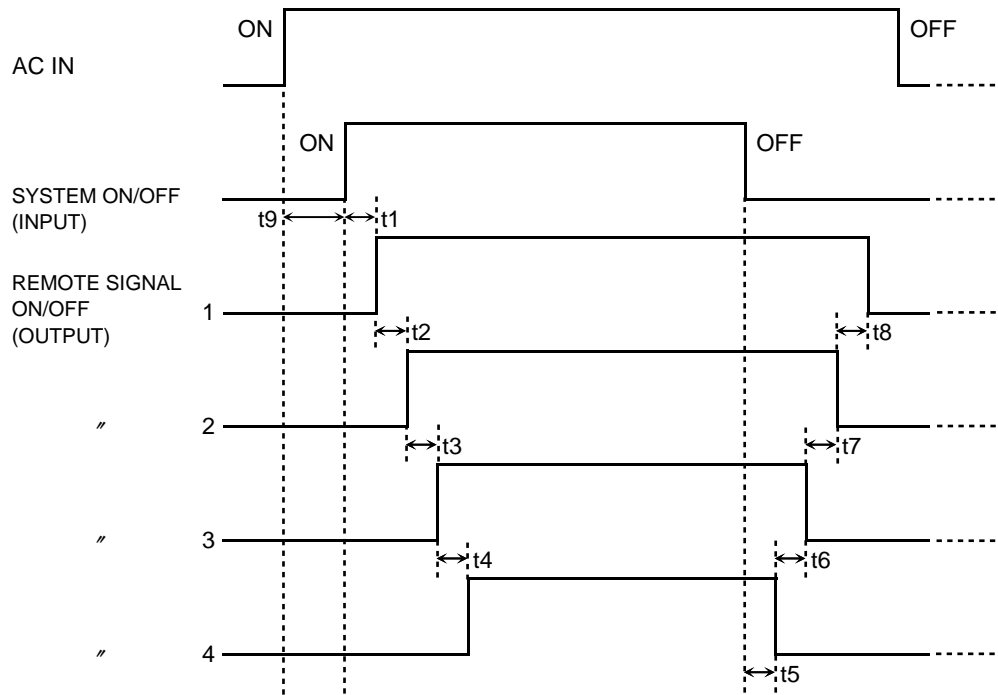 ON
OFF
AC IN
ON
OFF
SYSTEM ON/OFF
(INPUT)
t9
t1
REMOTE SIGNAL
ON/OFF
(OUTPUT)
1
t2
t8
〃
2
t3
t7
〃
3
t4
t6
〃
4
t5